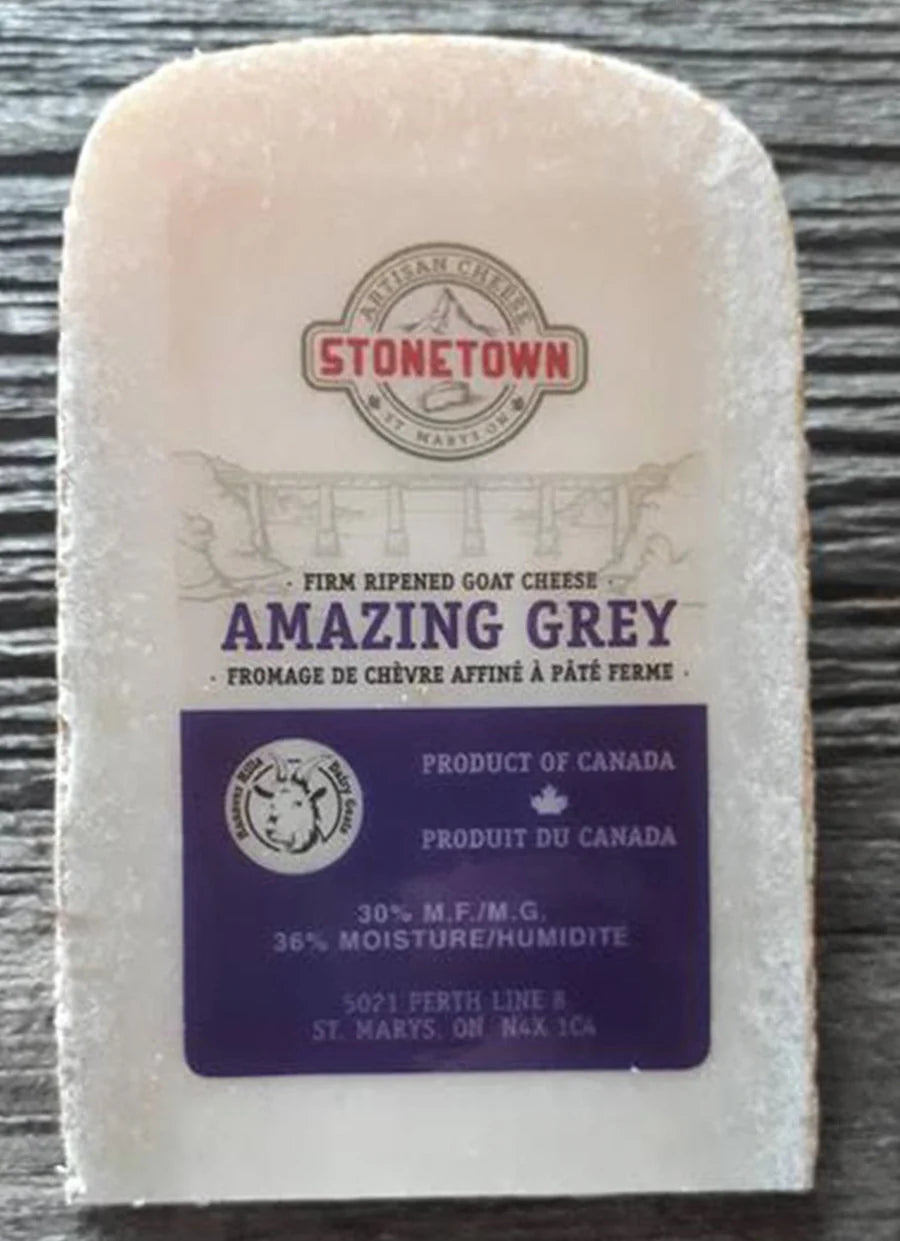 ARTISAN CHEESE
STONETOWN
ST. MARYS, ON
· FIRM RIPENED GOAT CHEESE ·
AMAZING GREY
· FROMAGE DE CHÈVRE AFFINÉ À PÂTÉ FERME ·
Hanover Hills Dairy Goats
PRODUCT OF CANADA
PRODUIT DU CANADA
30% M.F./M.G.
36% MOISTURE/HUMIDITE
5021 PERTH LINE 8
ST. MARYS, ON N4X 1C4